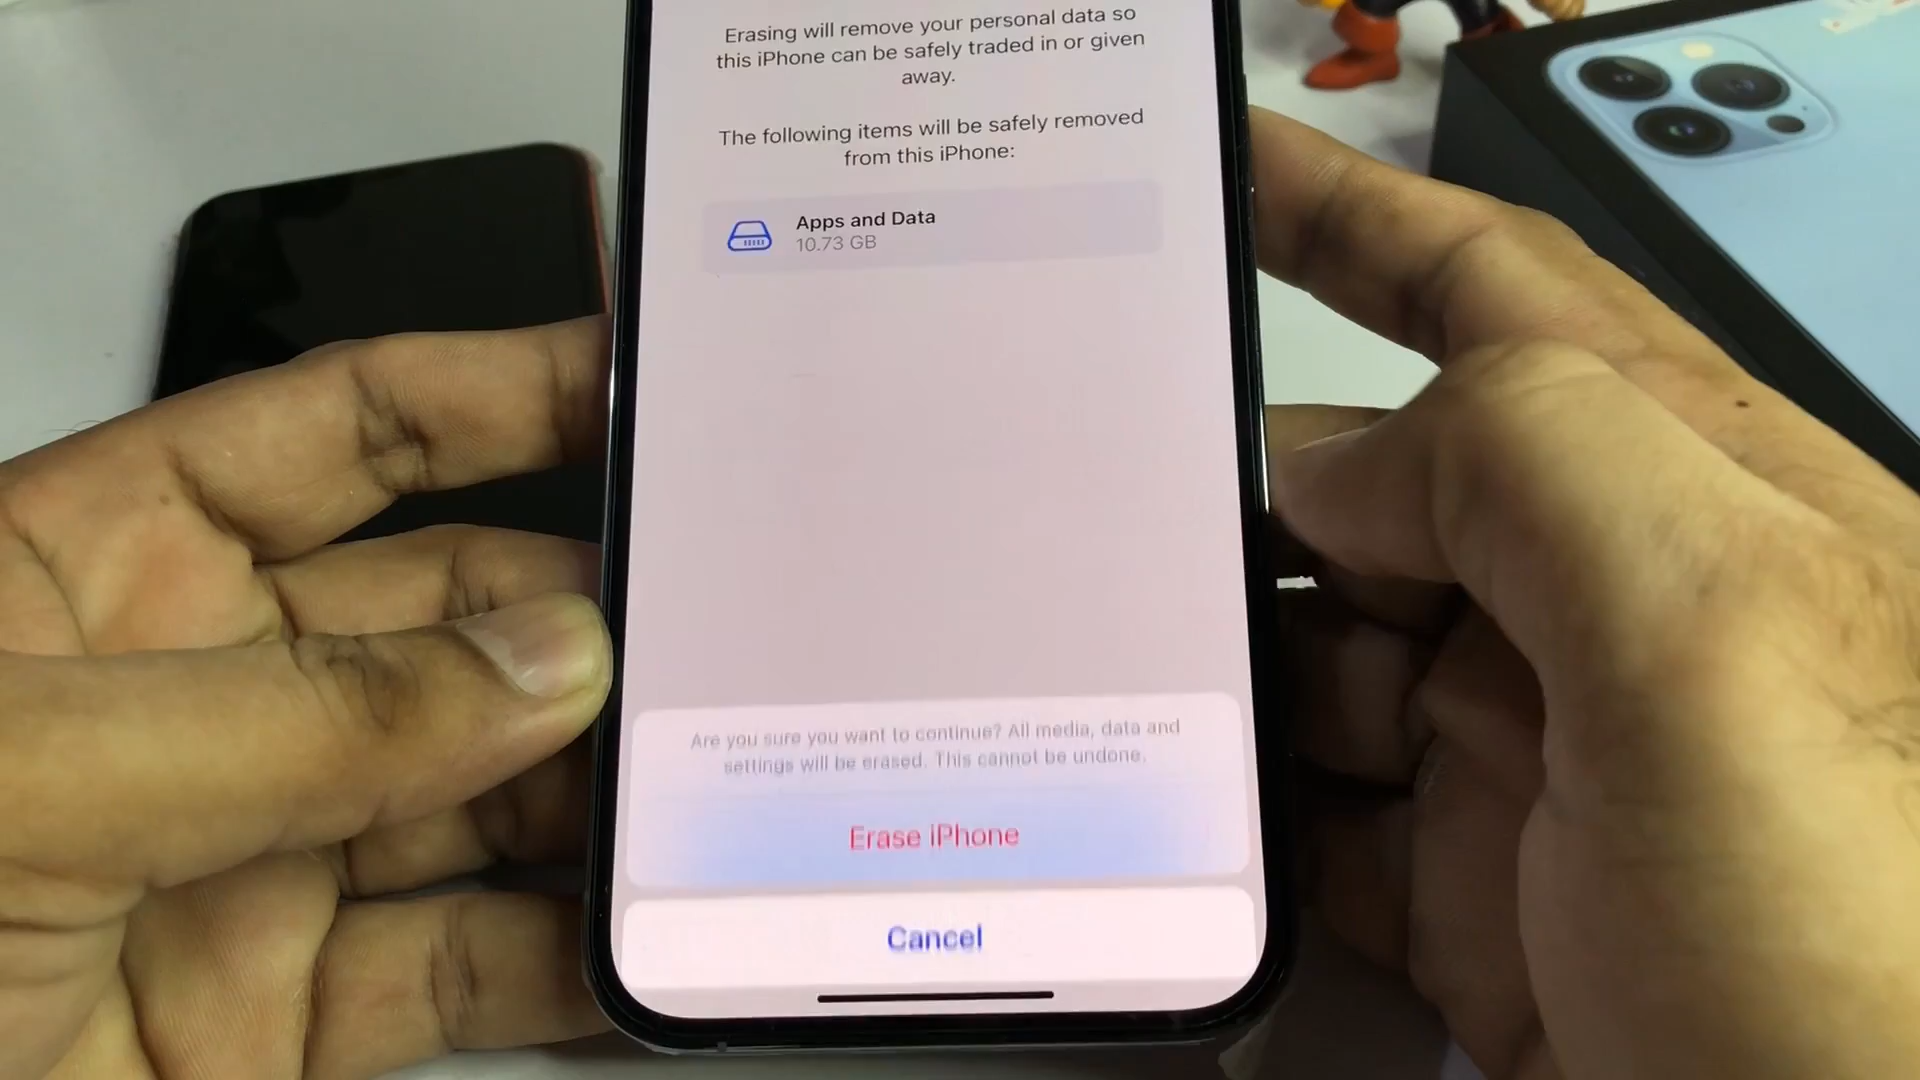 Erasing will remove your personal data so
this iPhone can be safely traded in or given
away.
The following items will be safely removed
from this iPhone:
Apps and Data
10.73 GB
Are you sure you want to continue? All media, data and
settings will be erased. This cannot be undone.
Erase iPhone
Cancel